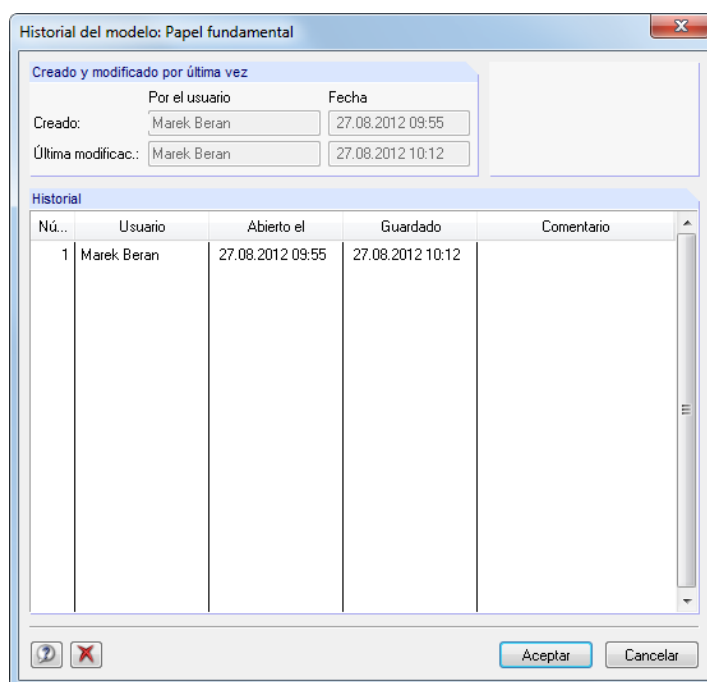 Historial del modelo: Papel fundamental
Creado y modificado por última vez
Por el usuario Fecha
Creado: Marek Beran 27.08.2012 09:55
Última modificac.: Marek Beran 27.08.2012 10:12
Historial
Nú... Usuario Abierto el Guardado Comentario
1 Marek Beran 27.08.2012 09:55 27.08.2012 10:12
Aceptar Cancelar